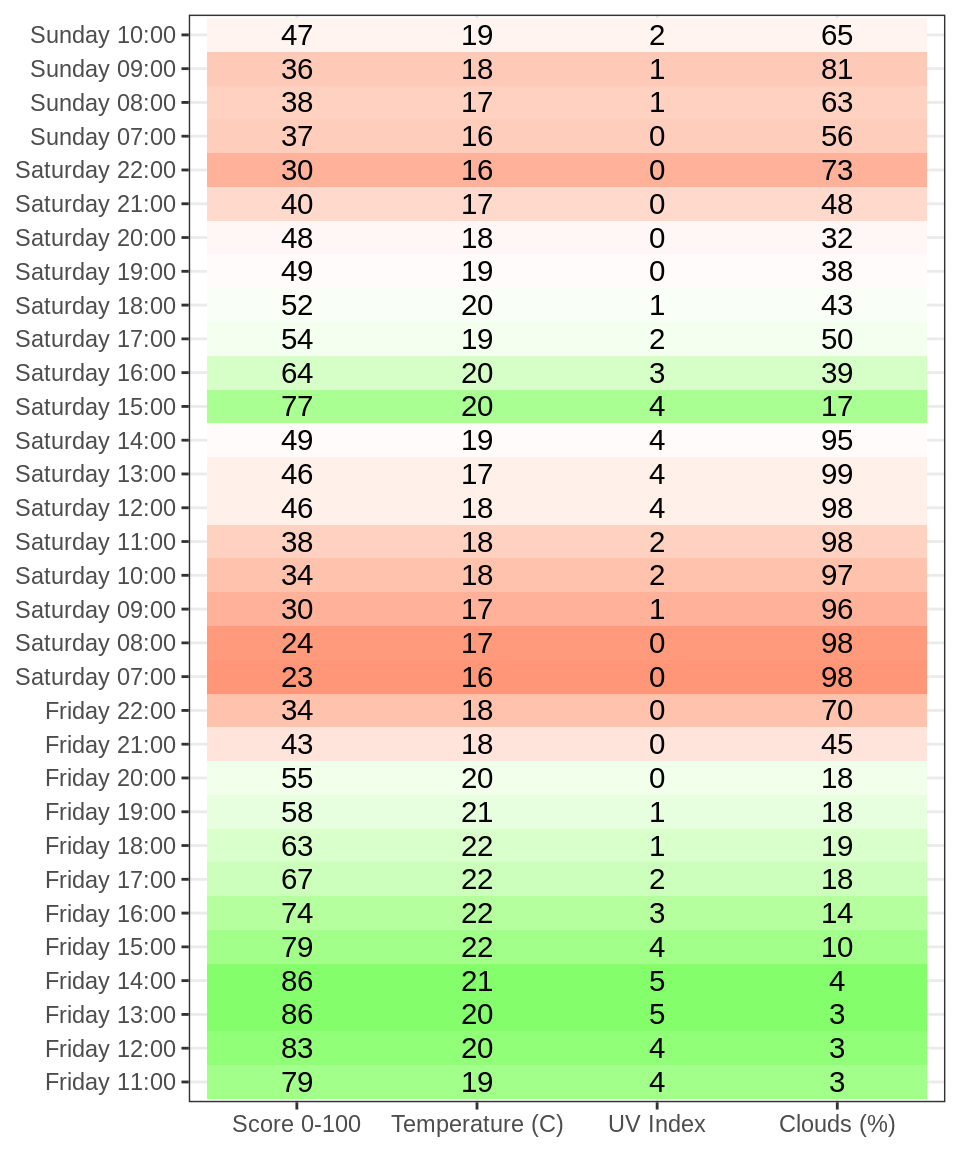 Sunday 10:00 47 19 2 65
Sunday 09:00 36 18 1 81
Sunday 08:00 38 17 1 63
Sunday 07:00 37 16 0 56
Saturday 22:00 30 16 0 73
Saturday 21:00 40 17 0 48
Saturday 20:00 48 18 0 32
Saturday 19:00 49 19 0 38
Saturday 18:00 52 20 1 43
Saturday 17:00 54 19 2 50
Saturday 16:00 64 20 3 39
Saturday 15:00 77 20 4 17
Saturday 14:00 49 19 4 95
Saturday 13:00 46 17 4 99
Saturday 12:00 46 18 4 98
Saturday 11:00 38 18 2 98
Saturday 10:00 34 18 2 97
Saturday 09:00 30 17 1 96
Saturday 08:00 24 17 0 98
Saturday 07:00 23 16 0 98
Friday 22:00 34 18 0 70
Friday 21:00 43 18 0 45
Friday 20:00 55 20 0 18
Friday 19:00 58 21 1 18
Friday 18:00 63 22 1 19
Friday 17:00 67 22 2 18
Friday 16:00 74 22 3 14
Friday 15:00 79 22 4 10
Friday 14:00 86 21 5 4
Friday 13:00 86 20 5 3
Friday 12:00 83 20 4 3
Friday 11:00 79 19 4 3
Score 0-100 Temperature (C) UV Index Clouds (%)